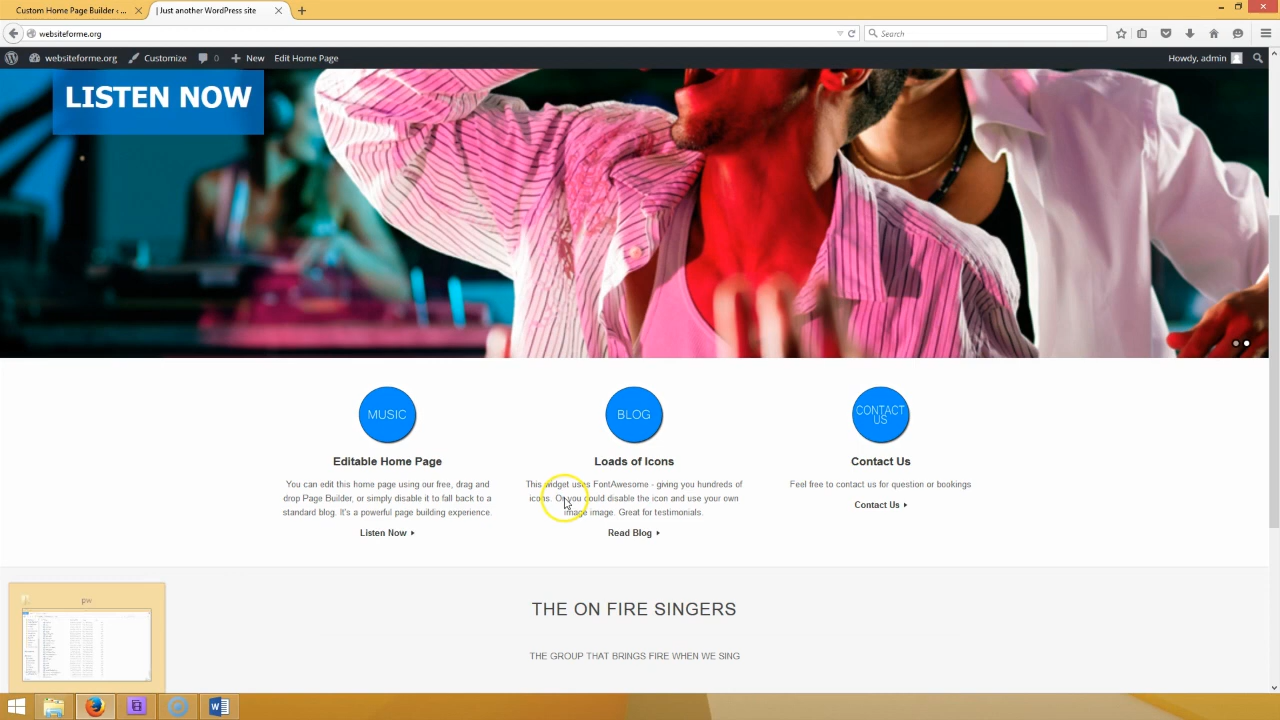 Custom Home Page Builder ‹ ...
| Just another WordPress site
websiteforme.org
Search
websiteforme.org
Customize
0
New
Edit Home Page
Howdy, admin
LISTEN NOW
MUSIC
BLOG
CONTACT
US
Editable Home Page
Loads of Icons
Contact Us
You can edit this home page using our free, drag and
drop Page Builder, or simply disable it to fall back to a
standard blog. It's a powerful page building experience.
Listen Now
This widget uses FontAwesome - giving you hundreds of
icons. Or you could disable the icon and use your own
image image. Great for testimonials.
Read Blog
Feel free to contact us for question or bookings
Contact Us
THE ON FIRE SINGERS
THE GROUP THAT BRINGS FIRE WHEN WE SING
pw